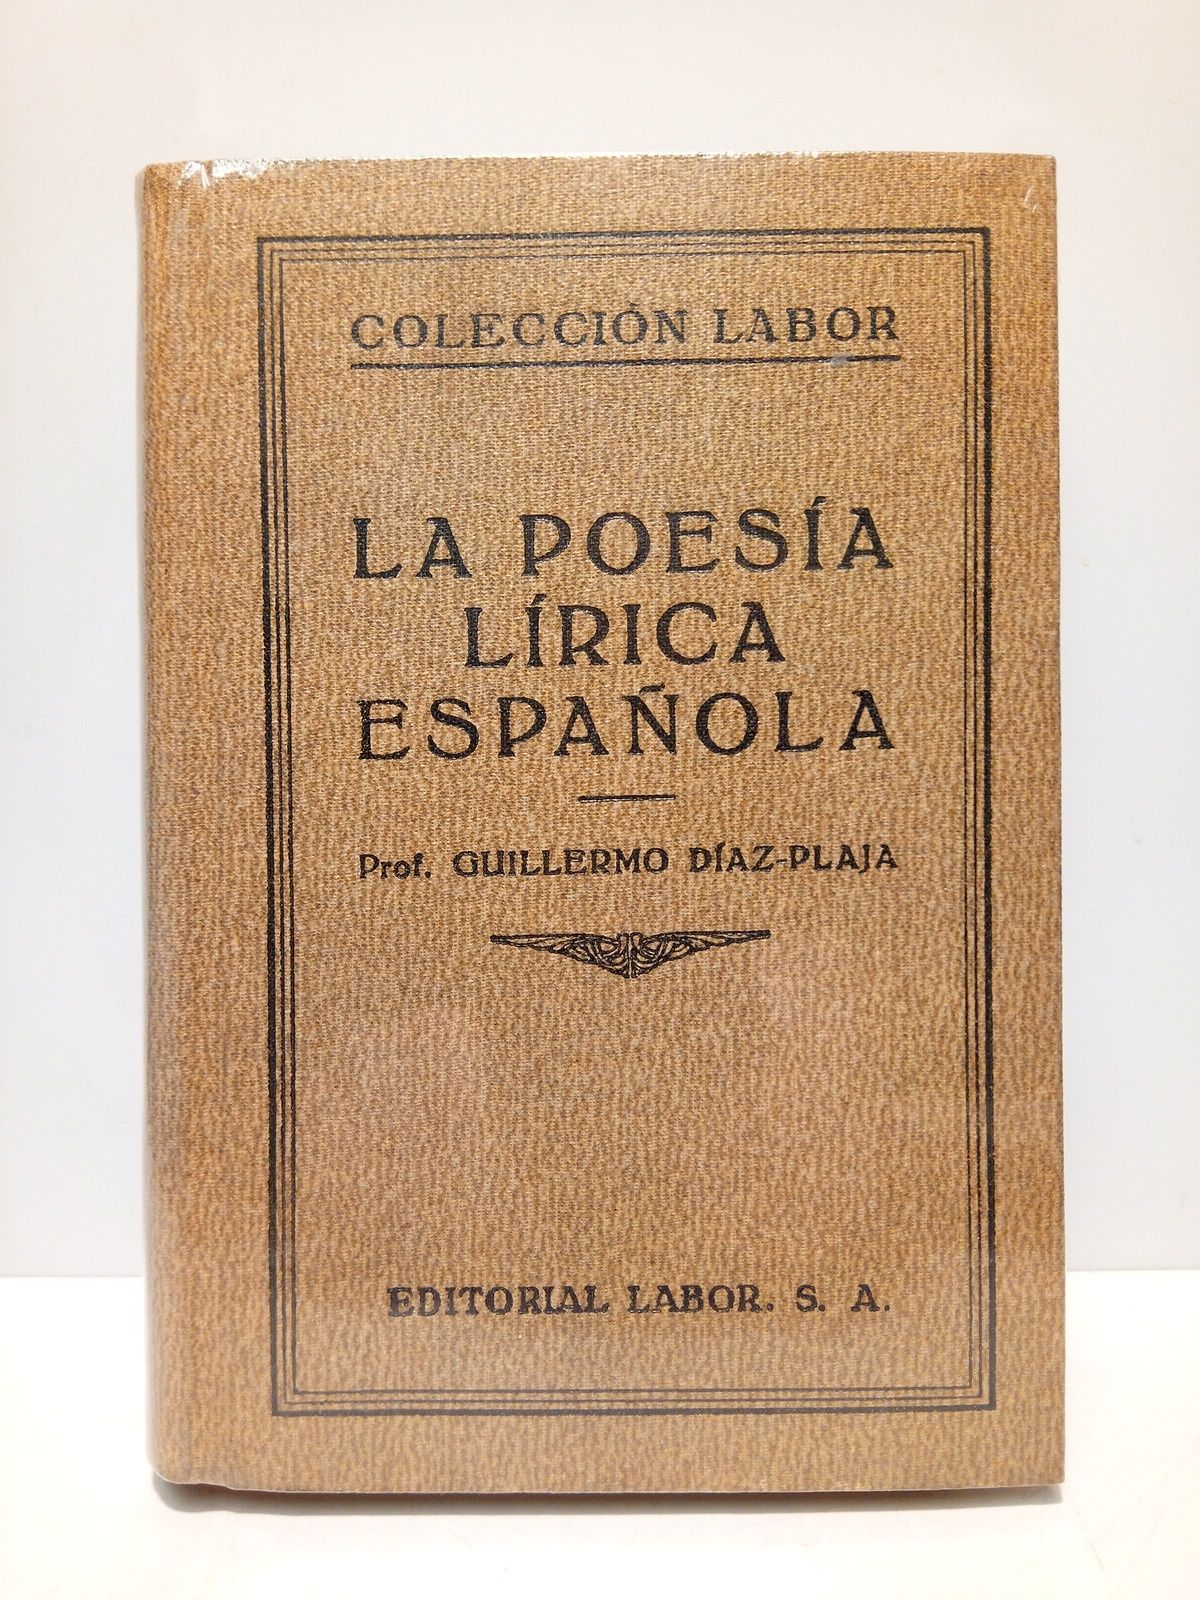 COLECCIÓN LABOR
LA POESÍA
LÍRICA
ESPAÑOLA
Prof. GUILLERMO DÍAZ-PLAJA
EDITORIAL LABOR. S. A.